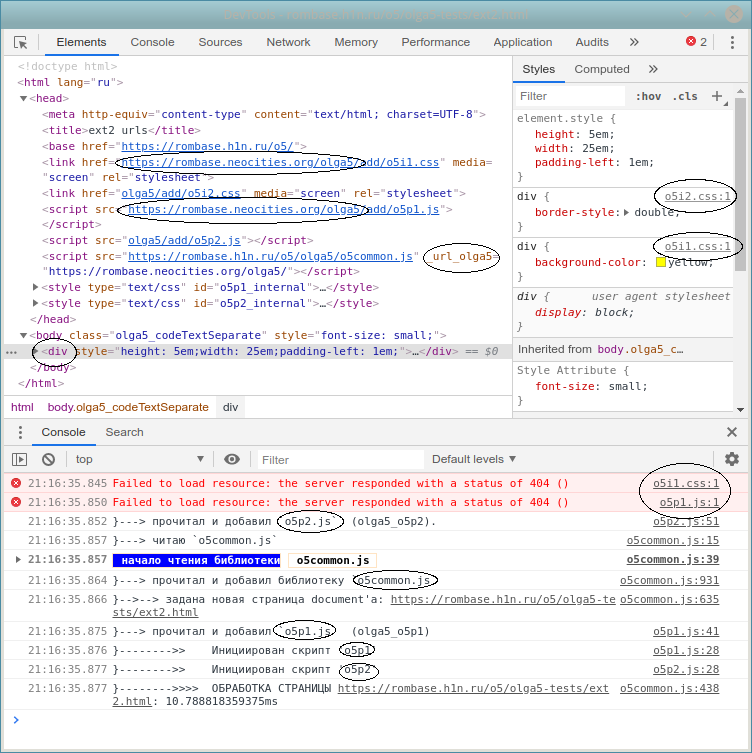 Elements Console Sources Network Memory Performance Application Audits » 2
<!doctype html>
<html lang="ru">
<head>
<meta http-equiv="content-type" content="text/html; charset=UTF-8">
<title>ext2 urls</title>
<base href="https://rombase.h1n.ru/o5/">
<link href="https://rombase.neocities.org/olga5/add/o5i1.css" media=
"screen" rel="stylesheet">
<link href="olga5/add/o5i2.css" media="screen" rel="stylesheet">
<script src="https://rombase.neocities.org/olga5/add/o5p1.js">
</script>
<script src="olga5/add/o5p2.js"></script>
<script src="https://rombase.h1n.ru/o5/olga5/o5common.js" _url_olga5=
"https://rombase.neocities.org/olga5/"></script>
<style type="text/css" id="o5p1_internal">…</style>
<style type="text/css" id="o5p2_internal">…</style>
</head>
<body class="olga5_codeTextSeparate" style="font-size: small;">
<div style="height: 5em;width: 25em;padding-left: 1em;">…</div> == $0
</body>
</html>
html body.olga5_codeTextSeparate div
Styles Computed »
Filter :hov .cls +
element.style {
height: 5em;
width: 25em;
padding-left: 1em;
}
div { o5i2.css:1
border-style: double;
}
div { o5i1.css:1
background-color: yellow;
}
div { user agent stylesheet
display: block;
}
Inherited from body.olga5_c…
Style Attribute {
font-size: small;
}
Console Search
top Filter Default levels
21:16:35.845 Failed to load resource: the server responded with a status of 404 () o5i1.css:1
21:16:35.850 Failed to load resource: the server responded with a status of 404 () o5p1.js:1
21:16:35.852 }---> прочитал и добавил `o5p2.js` (olga5_o5p2). o5p2.js:51
21:16:35.857 }---> читаю `o5common.js` o5common.js:15
21:16:35.857 начало чтения библиотеки o5common.js o5common.js:39
21:16:35.864 }---> прочитал и добавил библиотеку `o5common.js o5common.js:931
21:16:35.866 }-->--> задана новая страница document'а: https://rombase.h1n.ru/o5/olga5-te o5common.js:635
sts/ext2.html
21:16:35.875 }---> прочитал и добавил `o5p1.js` (olga5_o5p1) o5p1.js:41
21:16:35.876 }-------->> Инициирован скрипт `o5p1` o5p1.js:28
21:16:35.877 }-------->> Инициирован скрипт `o5p2` o5p2.js:28
21:16:35.877 }-------->>>> ОБРАБОТКА СТРАНИЦЫ https://rombase.h1n.ru/o5/olga5-tests/ext o5common.js:438
2.html: 10.788818359375ms